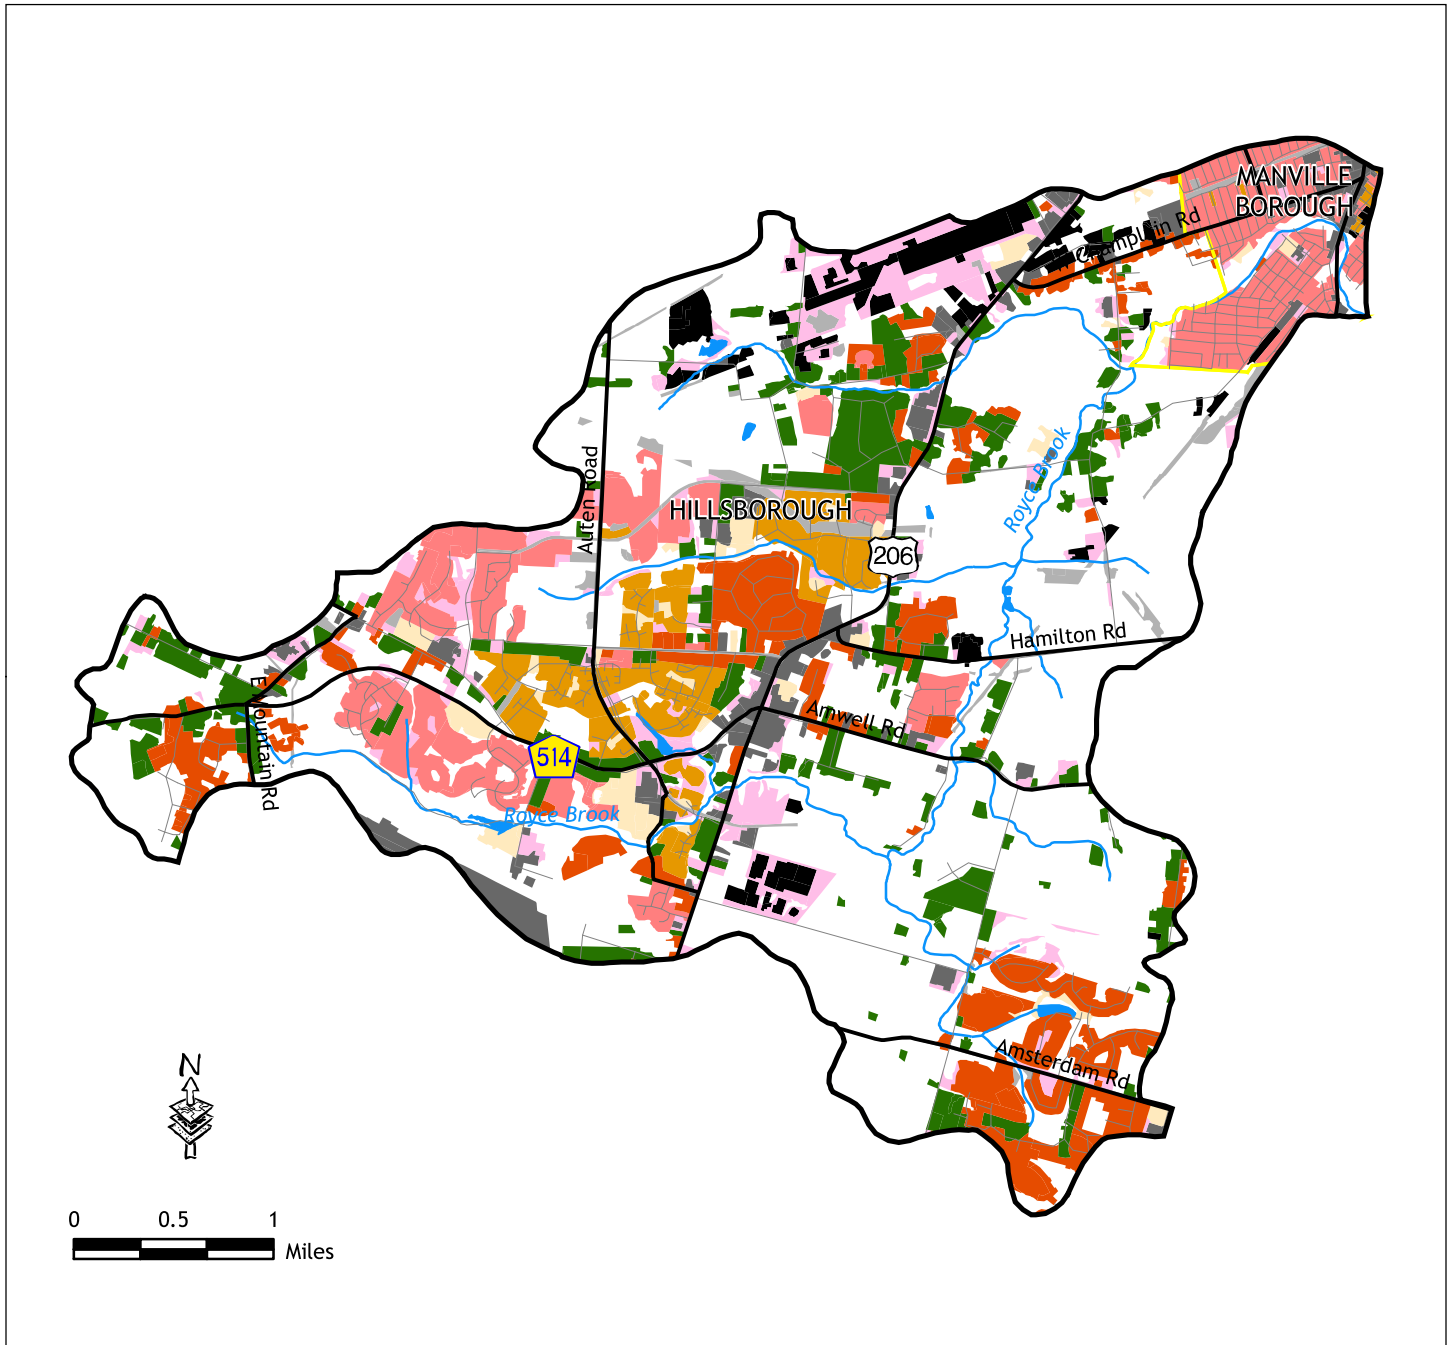 MANVILLE
BOROUGH
Champlain Rd
Royce Brook
Auten Road
HILLSBOROUGH
206
Hamilton Rd
E Mountain Rd
Amwell Rd
514
Royce Brook
Amsterdam Rd
N
0 0.5 1
Miles